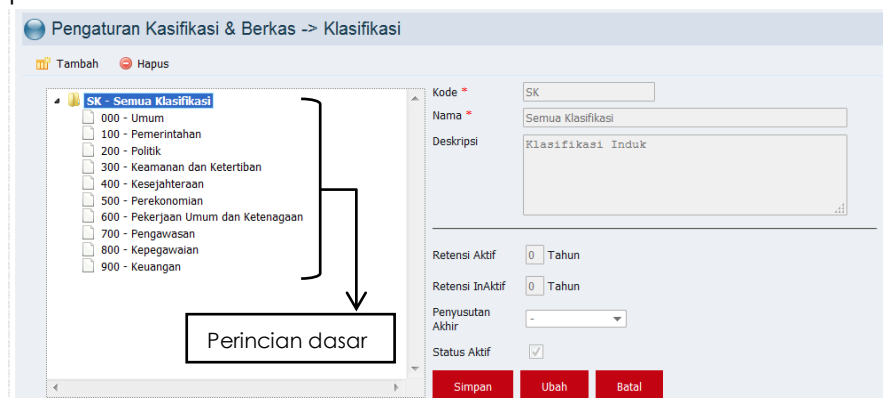 Pengaturan Kasifikasi & Berkas -> Klasifikasi
Tambah Hapus
SK - Semua Klasifikasi
000 - Umum
100 - Pemerintahan
200 - Politik
300 - Keamanan dan Ketertiban
400 - Kesejahteraan
500 - Perekonomian
600 - Pekerjaan Umum dan Ketenagaan
700 - Pengawasan
800 - Kepegawaian
900 - Keuangan
Perincian dasar
Kode * SK
Nama * Semua Klasifikasi
Deskripsi Klasifikasi Induk
Retensi Aktif 0 Tahun
Retensi InAktif 0 Tahun
Penyusutan
Akhir -
Status Aktif
Simpan Ubah Batal